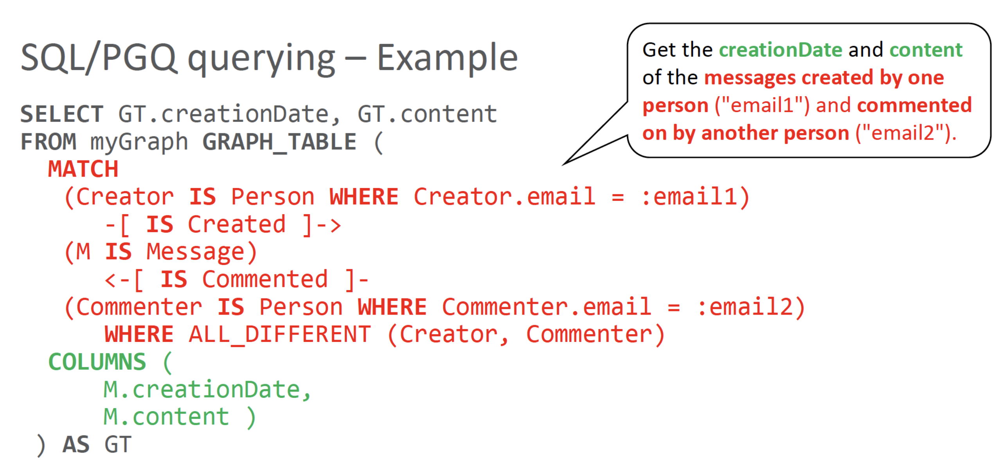 SQL/PGQ querying – Example
Get the creationDate and content
of the messages created by one
person ("email1") and commented
on by another person ("email2").
SELECT GT.creationDate, GT.content
FROM myGraph GRAPH_TABLE (
MATCH
(Creator IS Person WHERE Creator.email = :email1)
-[ IS Created ]->
(M IS Message)
<-[ IS Commented ]-
(Commenter IS Person WHERE Commenter.email = :email2)
WHERE ALL_DIFFERENT (Creator, Commenter)
COLUMNS (
M.creationDate,
M.content )
) AS GT